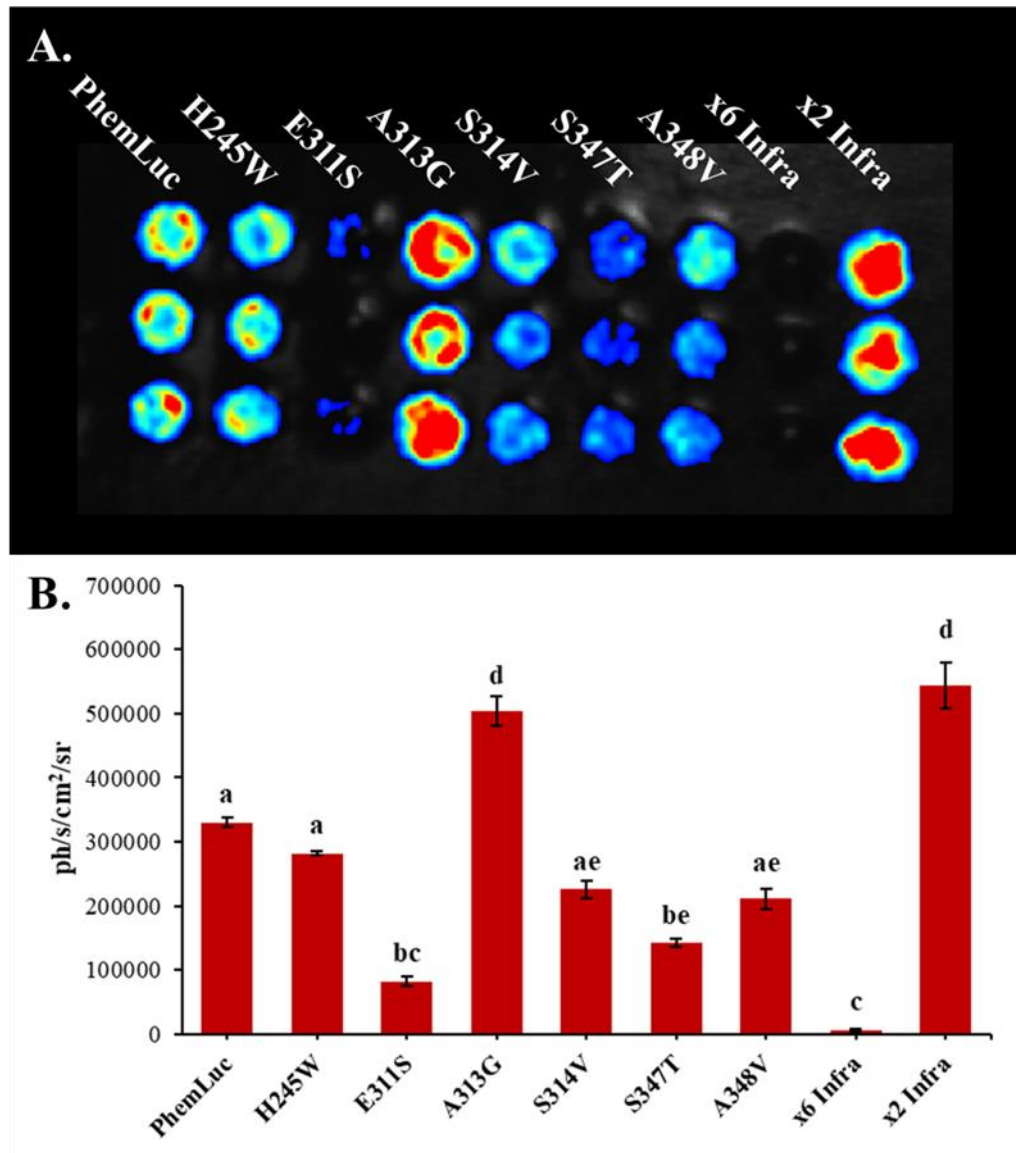 A.
PhemLuc
H245W
E311S
A313G
S314V
S347T
A348V
x6 Infra
x2 Infra
B.
ph/s/cm²/sr
700000
600000
500000
400000
300000
200000
100000
0
a
a
bc
d
ae
be
ae
c
d
PhemLuc
H245W
E311S
A313G
S314V
S347T
A348V
x6 Infra
x2 Infra